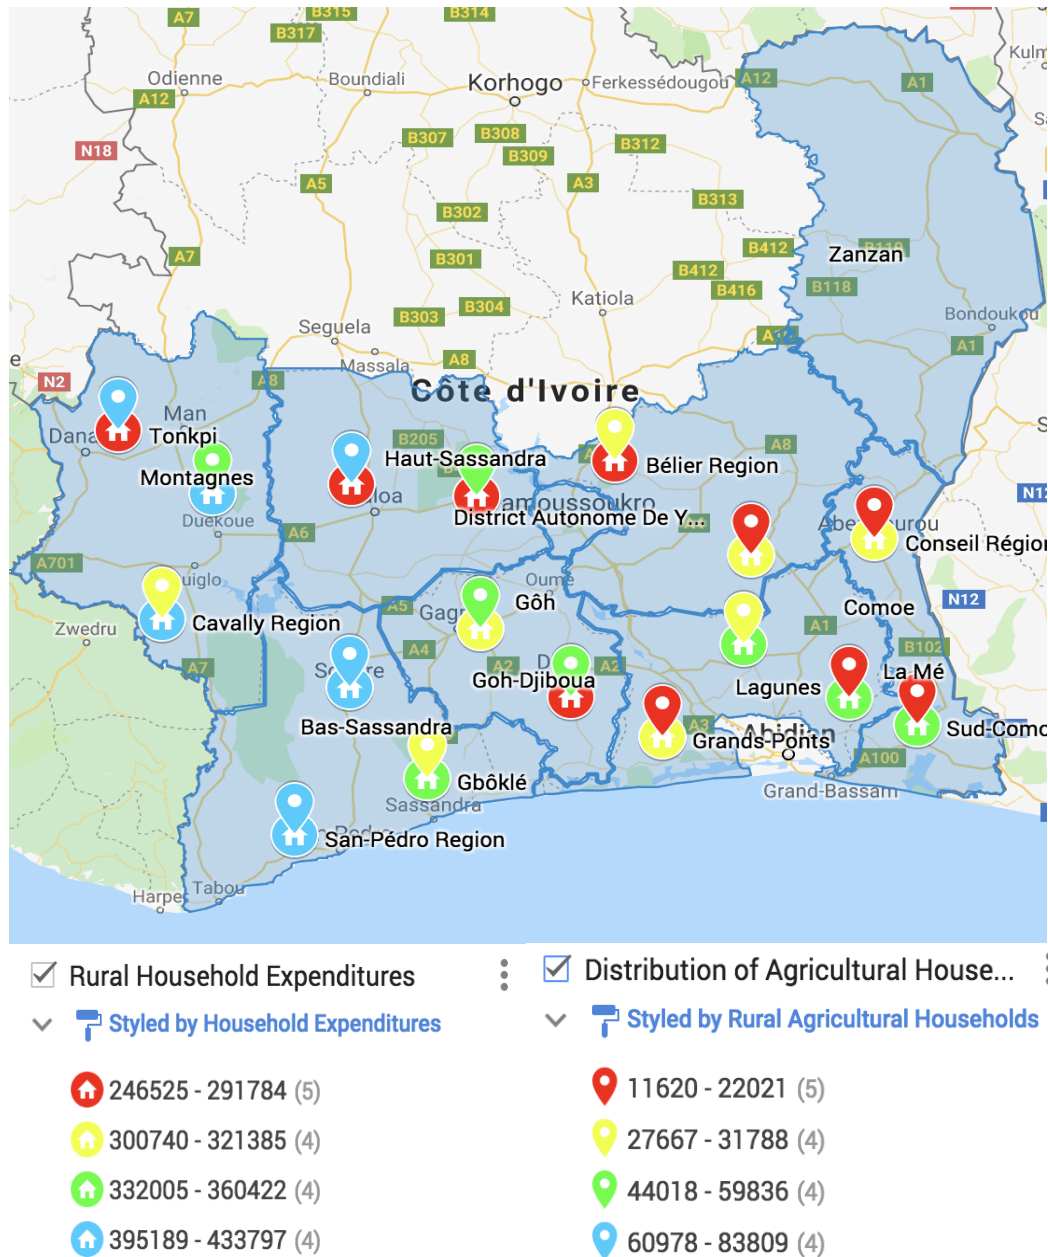 A7
B315
B314
B317
Kulm
Odienne
Boundiali
Korhogo
Ferkessédougou
A12
A1
A12
B307
B308
B312
N18
B309
A5
A3
B313
B302
A7
B301
B412
Zanzan
B412
B118
B416
B303
B304
Katiola
Bondoukou
Seguela
A1
Massala
A8
N2
A8
Côte d'Ivoire
Man
Dana
Tonkpi
B205
A8
Haut-Sassandra
Bélier Region
Montagnes
aloa
amoussoukro
N12
Duekoue
District Autonome De Y...
A6
Conseil Région
A701
uiglo
Oume
Gôh
N12
Comoe
A5
Gagn
Zwedru
Cavally Region
A1
A4
B102
A7
A2
A2
La Mé
Goh-Djiboua
Lagunes
Bas-Sassandra
A3
Sud-Como
Abidjan
Grands-Ponts
A100
Gbôklé
Grand-Bassam
Sassandra
San-Pédro Region
Tabou
Harpe
Rural Household Expenditures
Styled by Household Expenditures
246525 - 291784 (5)
300740 - 321385 (4)
332005 - 360422 (4)
395189 - 433797 (4)
Distribution of Agricultural House...
Styled by Rural Agricultural Households
11620 - 22021 (5)
27667 - 31788 (4)
44018 - 59836 (4)
60978 - 83809 (4)